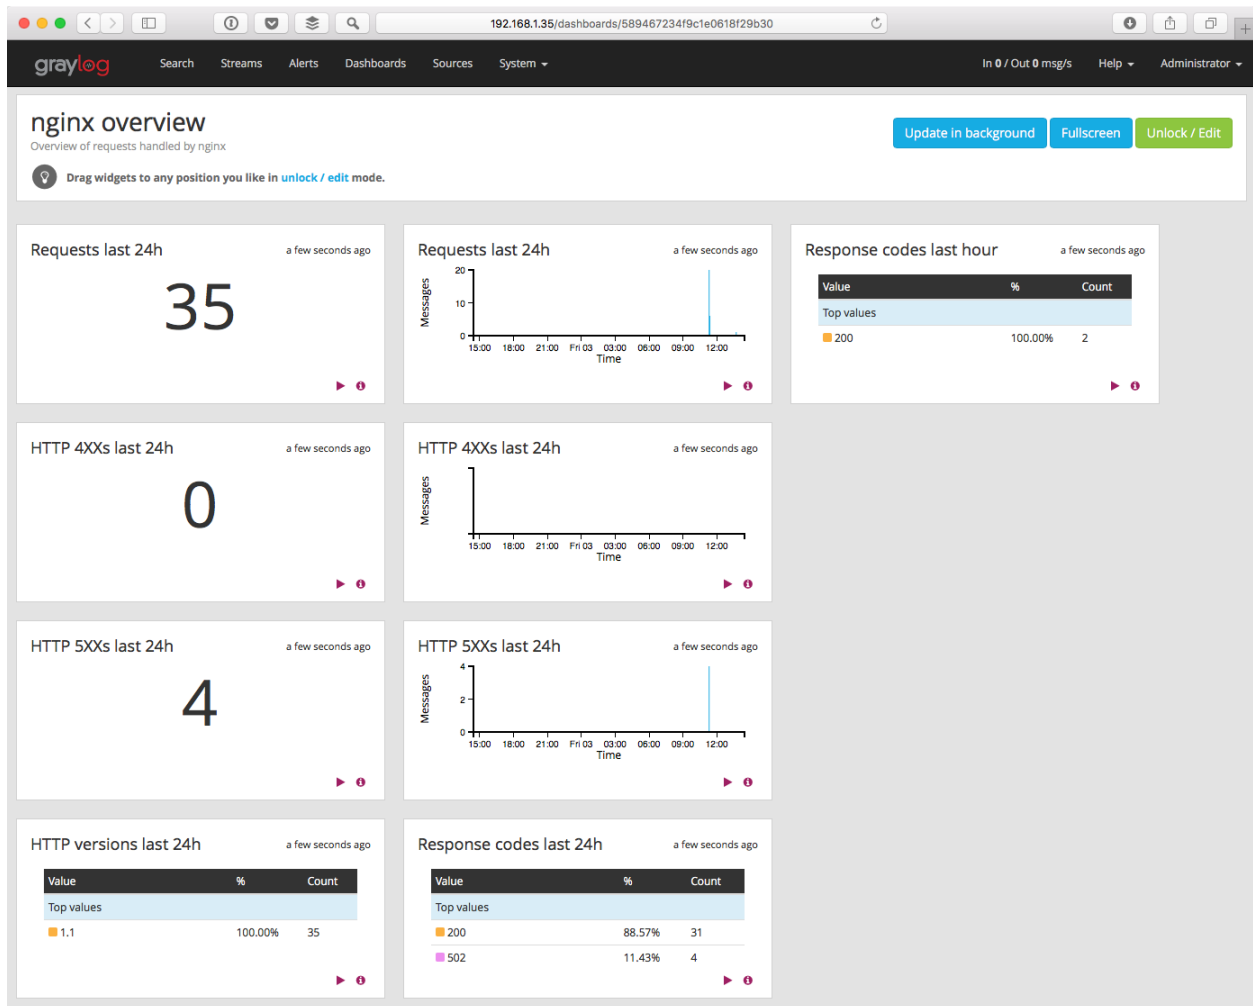 192.168.1.35/dashboards/589467234f9c1e0618f29b30
graylog Search Streams Alerts Dashboards Sources System In 0 / Out 0 msg/s Help Administrator
nginx overview
Overview of requests handled by nginx
Update in background Fullscreen Unlock / Edit
Drag widgets to any position you like in unlock / edit mode.
Requests last 24h a few seconds ago
35
Requests last 24h a few seconds ago
Messages
20
10
0
15:00 18:00 21:00 Fri 03 03:00 06:00 09:00 12:00
Time
Response codes last hour a few seconds ago
Value % Count
Top values
200 100.00% 2
HTTP 4XXs last 24h a few seconds ago
0
HTTP 4XXs last 24h a few seconds ago
Messages
15:00 18:00 21:00 Fri 03 03:00 06:00 09:00 12:00
Time
HTTP 5XXs last 24h a few seconds ago
4
HTTP 5XXs last 24h a few seconds ago
Messages
4
2
0
15:00 18:00 21:00 Fri 03 03:00 06:00 09:00 12:00
Time
HTTP versions last 24h a few seconds ago
Value % Count
Top values
1.1 100.00% 35
Response codes last 24h a few seconds ago
Value % Count
Top values
200 88.57% 31
502 11.43% 4